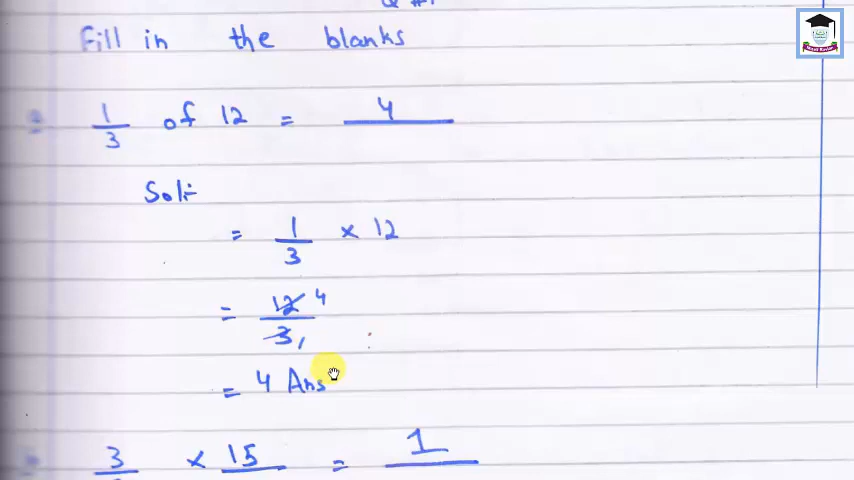 Fill in the blanks
1/3 of 12 = 4
Sol:-
= 1/3 × 12
= 12 4/3 1
= 4 Ans
3 × 15 = 1